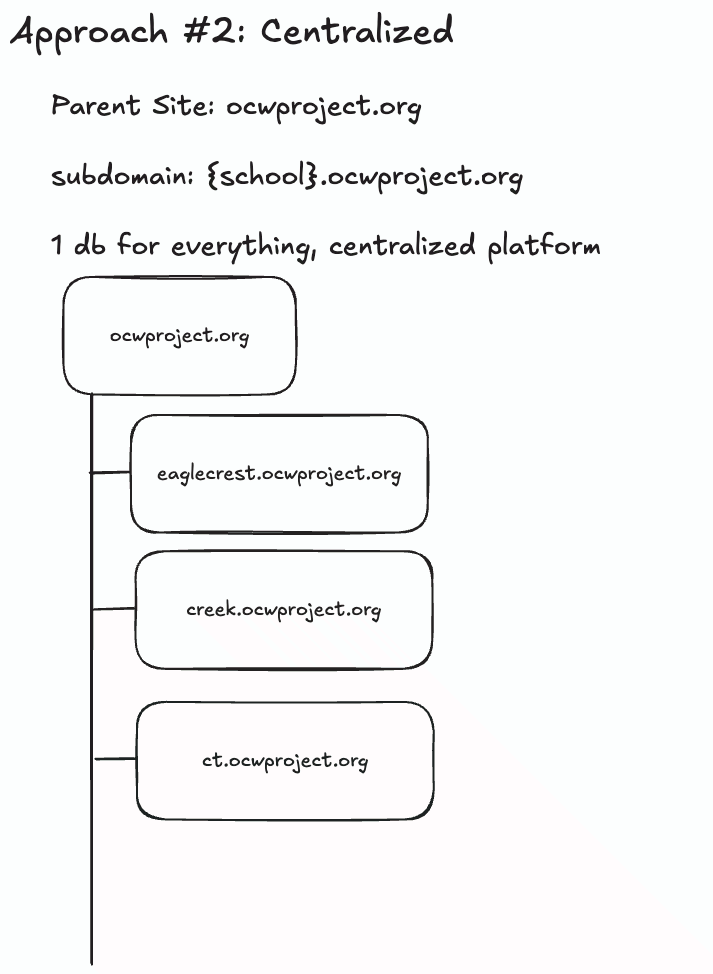 Approach #2: Centralized
Parent Site: ocwproject.org
subdomain: {school}.ocwproject.org
1 db for everything, centralized platform
ocwproject.org
eaglecrest.ocwproject.org
creek.ocwproject.org
ct.ocwproject.org